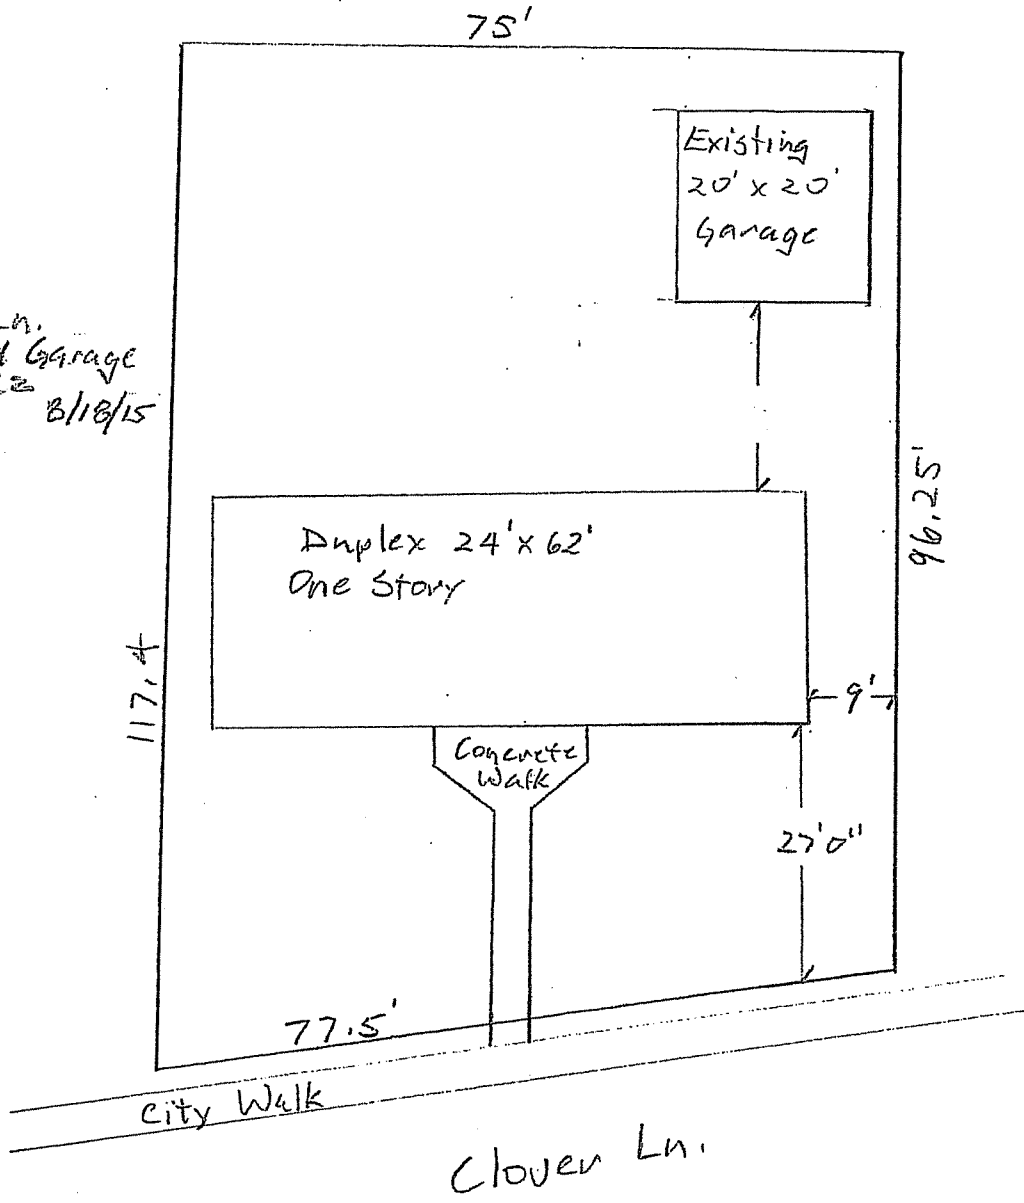 75'
Existing
20' x 20'
Garage
Ln.
Garage
8/18/15
96.25'
Duplex 24' x 62'
One Story
117.4
9'
Concrete
Walk
27'0"
77.5'
City Walk
Clover Ln.